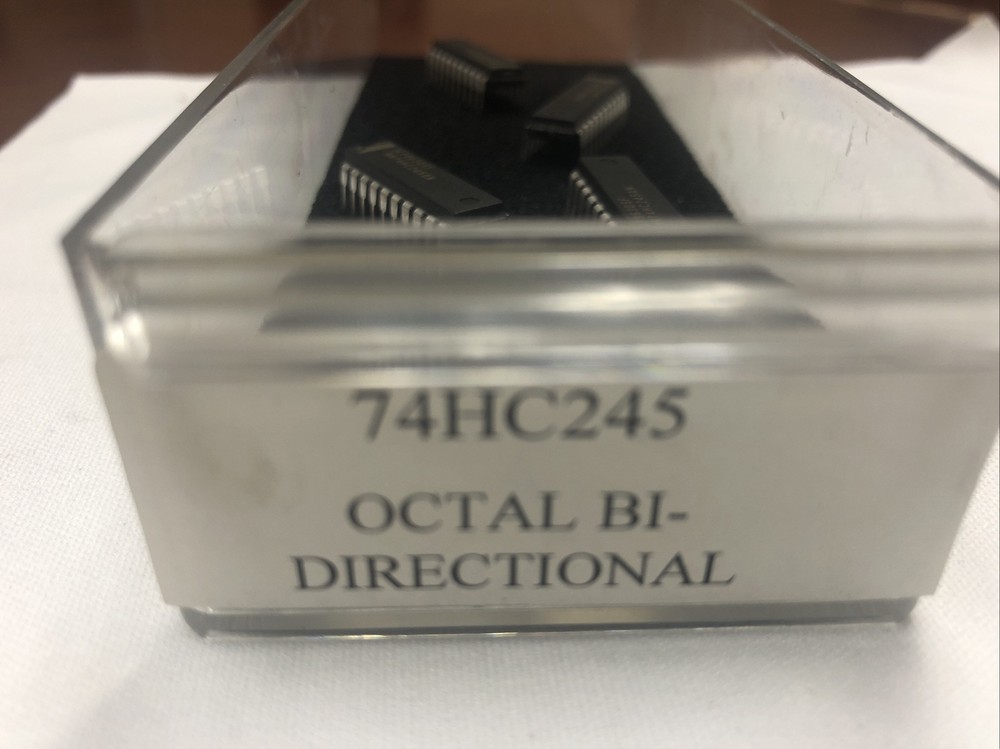 74HC245
OCTAL BI-
DIRECTIONAL